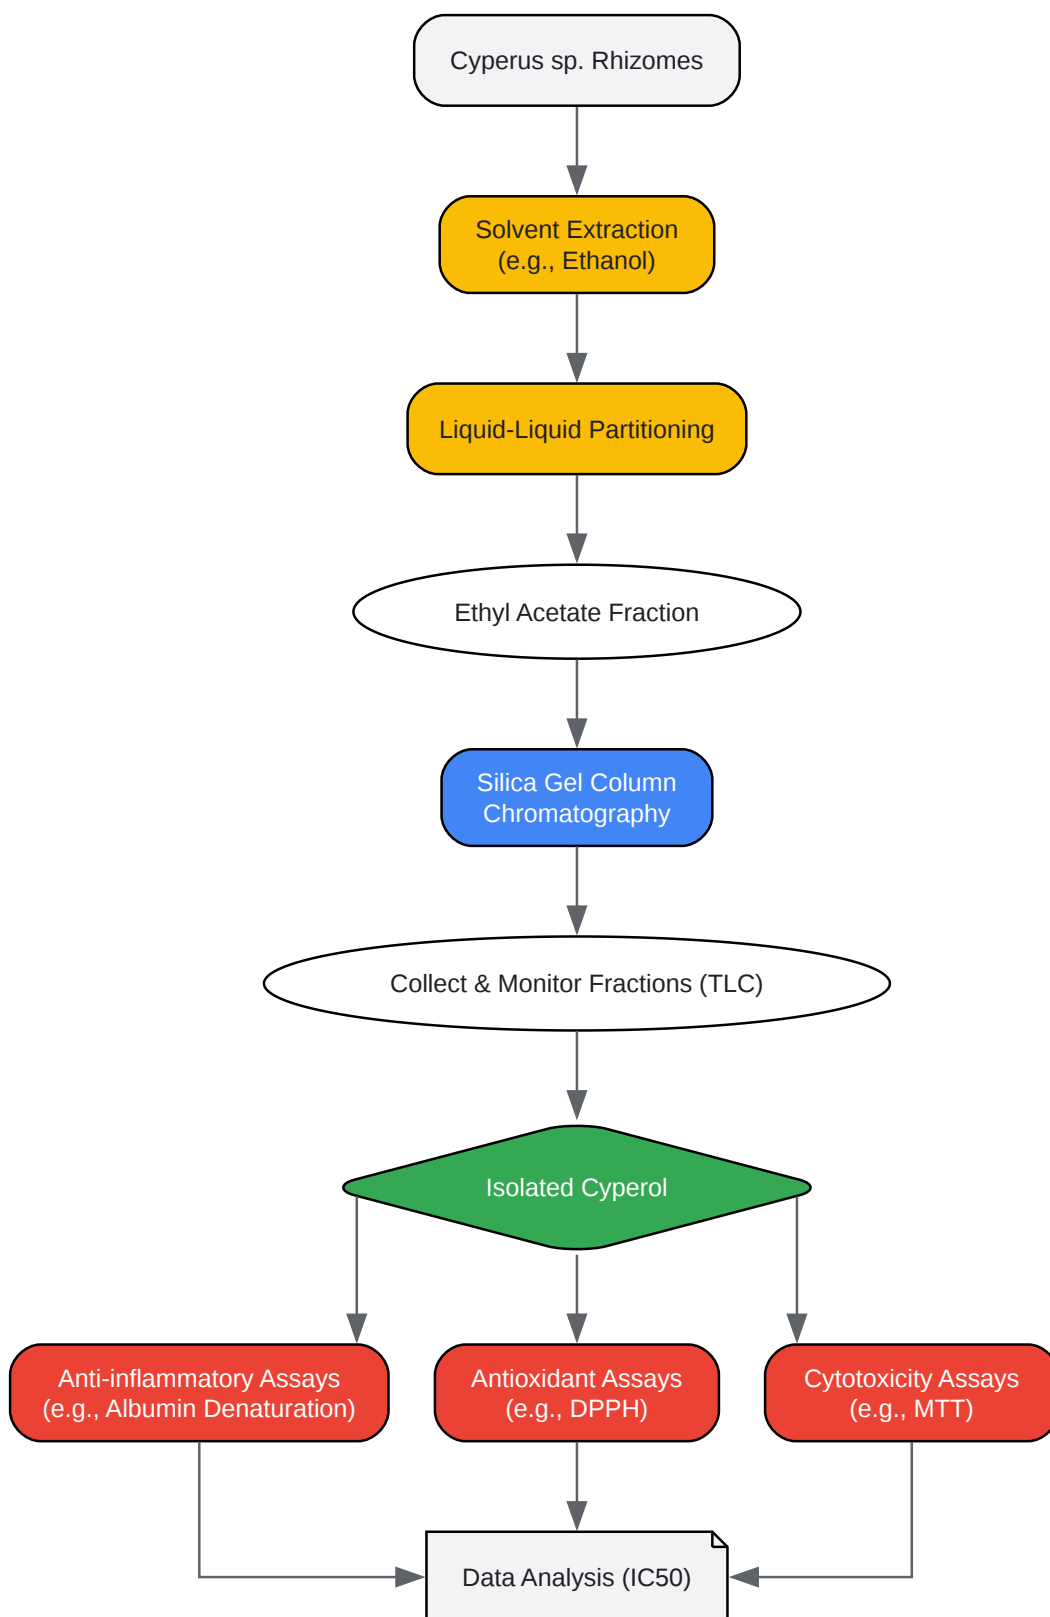 Cyperus sp. Rhizomes
Solvent Extraction
(e.g., Ethanol)
Liquid-Liquid Partitioning
Ethyl Acetate Fraction
Silica Gel Column
Chromatography
Collect & Monitor Fractions (TLC)
Isolated Cyperol
Anti-inflammatory Assays
(e.g., Albumin Denaturation)
Antioxidant Assays
(e.g., DPPH)
Cytotoxicity Assays
(e.g., MTT)
Data Analysis (IC50)